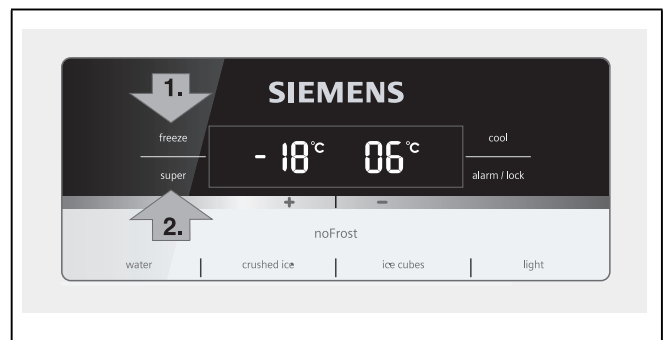 1.
SIEMENS
freeze
- 18°C 06°C
cool
super
alarm / lock
+ −
2.
noFrost
water crushed ice ice cubes light